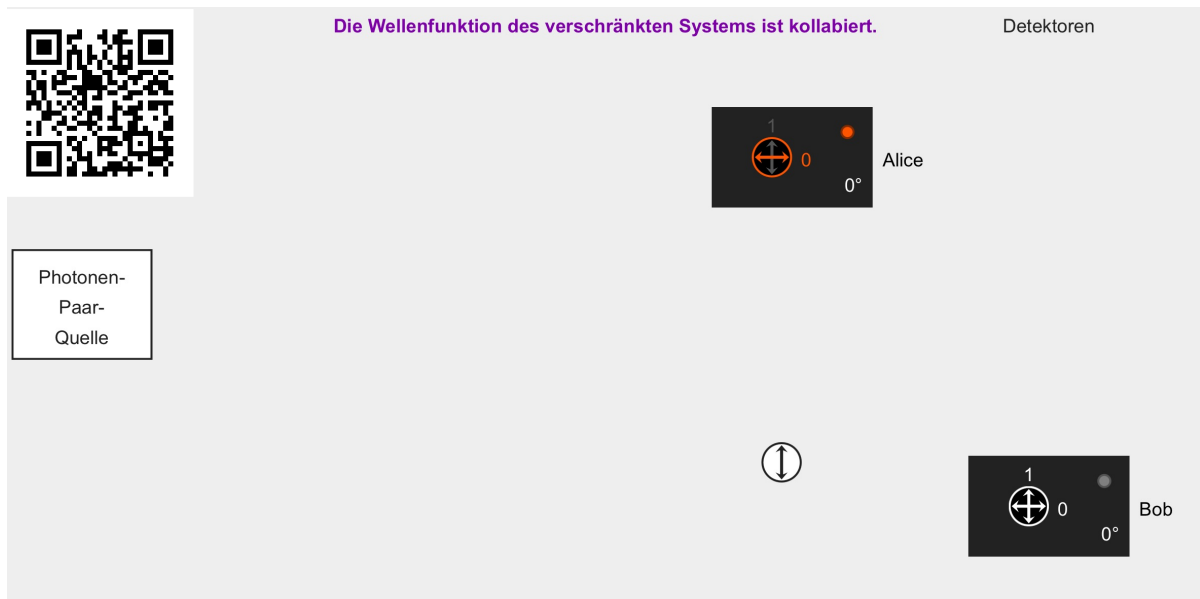 Die Wellenfunktion des verschränkten Systems ist kollabiert.
Detektoren
1
0
0°
Alice
Photonen-
Paar-
Quelle
1
0
0°
Bob